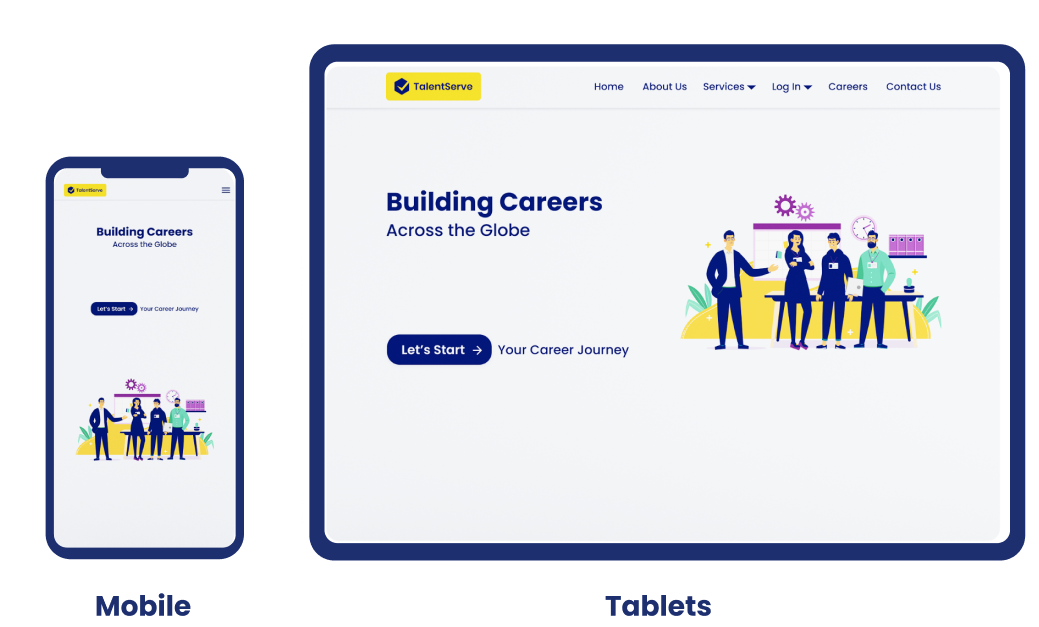 TalentServe
Building Careers
Across the Globe
Let's Start → Your Career Journey
Mobile
TalentServe
Home About Us Services Log In Careers Contact Us
Building Careers
Across the Globe
Let's Start → Your Career Journey
Tablets